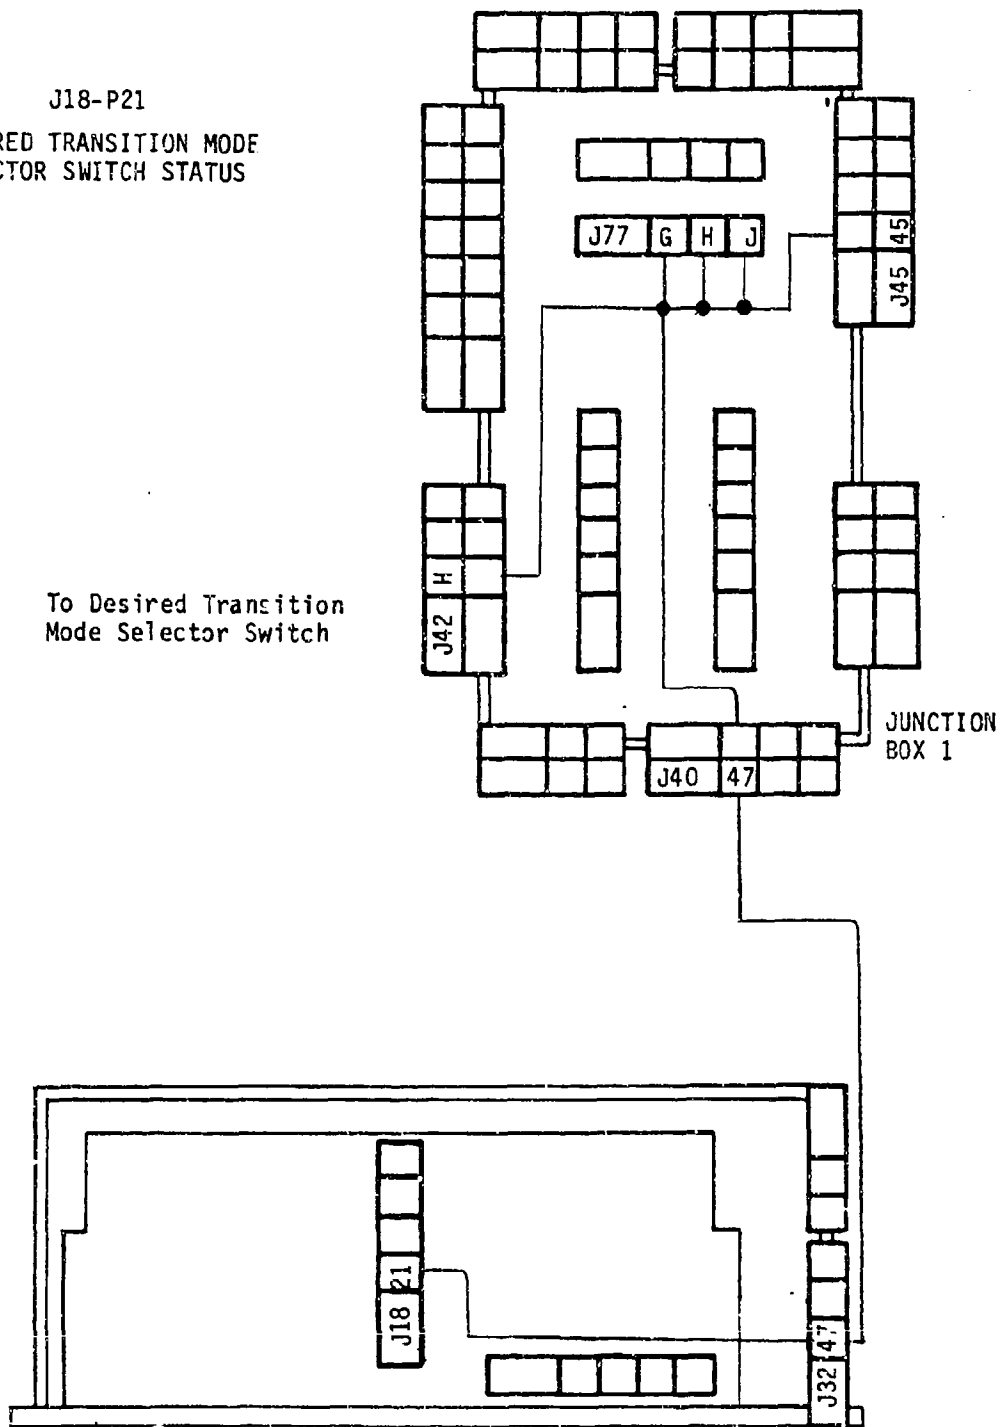 J18-P21
RED TRANSITION MODE
CTOR SWITCH STATUS
J77 G H J
45
J45
H
J42
To Desired Transition
Mode Selector Switch
JUNCTION
BOX 1
J40 47
21
J18
47
J32